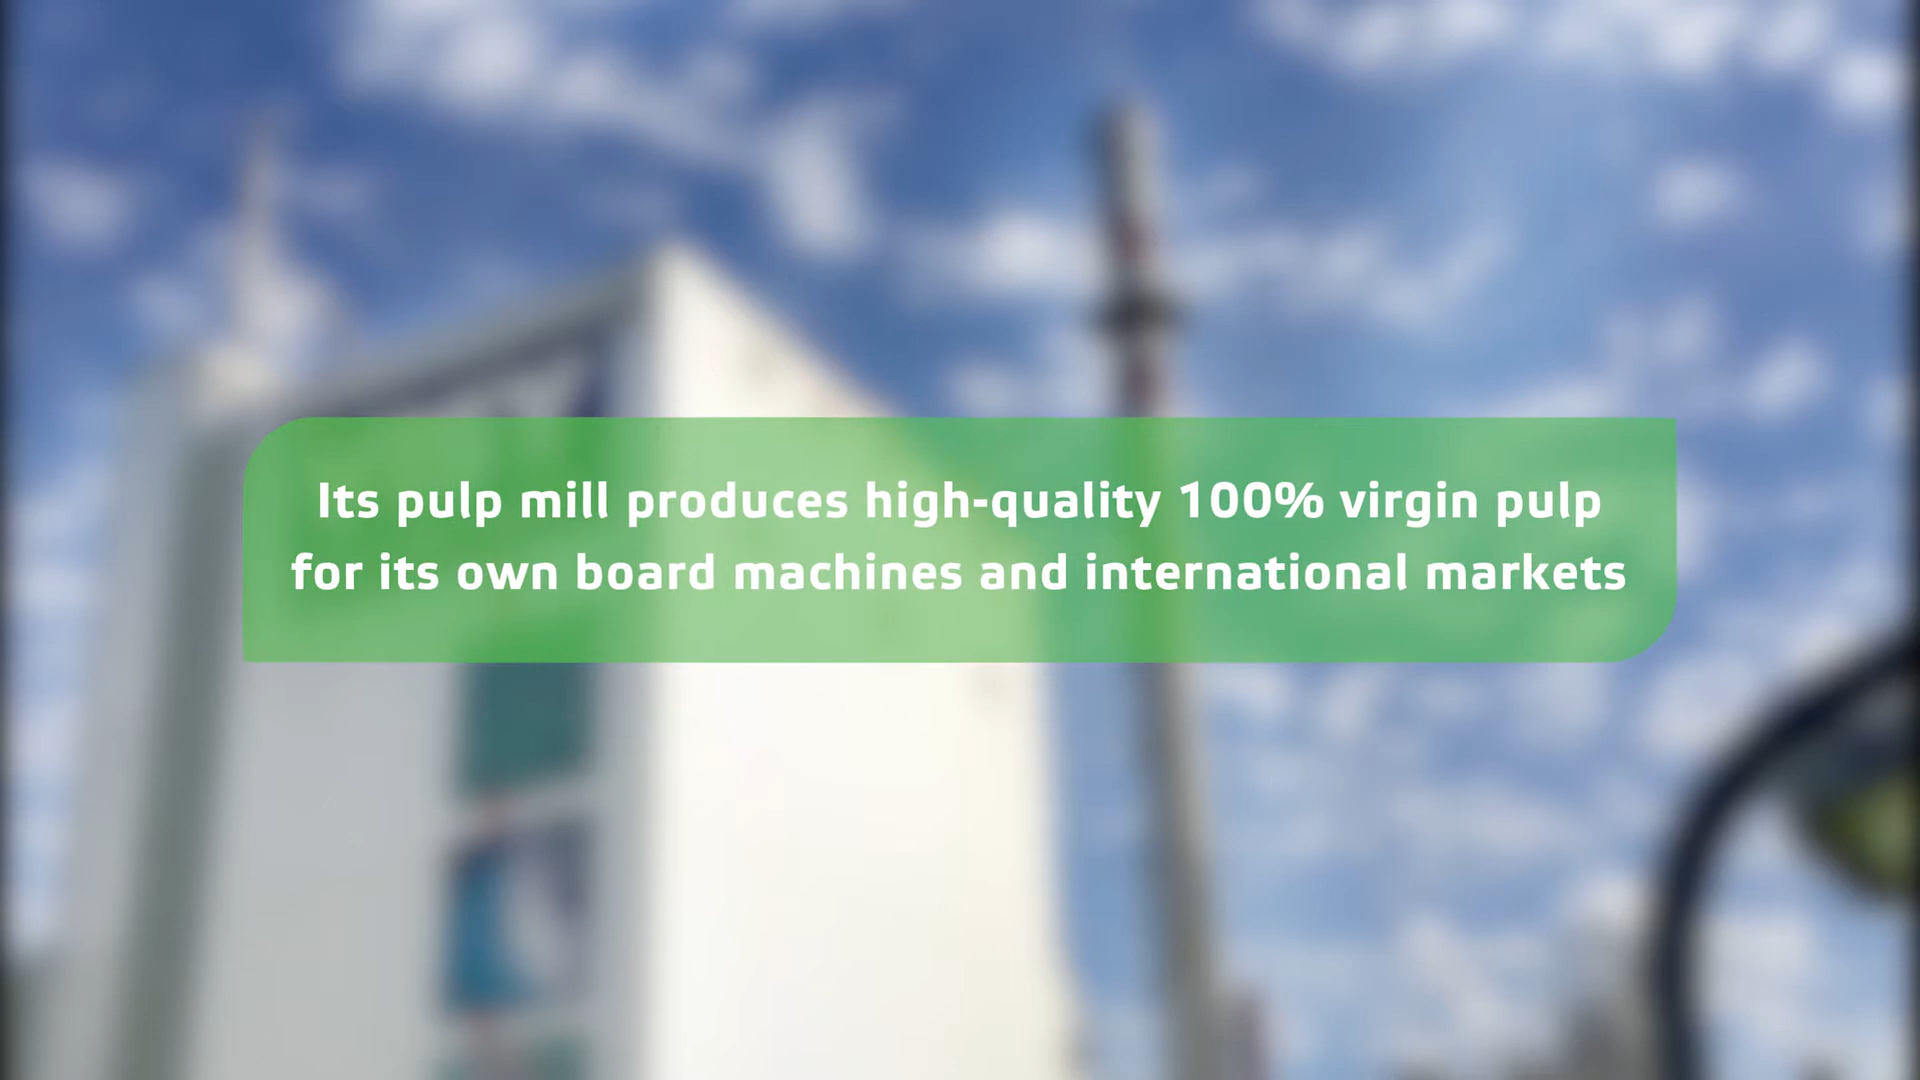 Its pulp mill produces high-quality 100% virgin pulp
for its own board machines and international markets